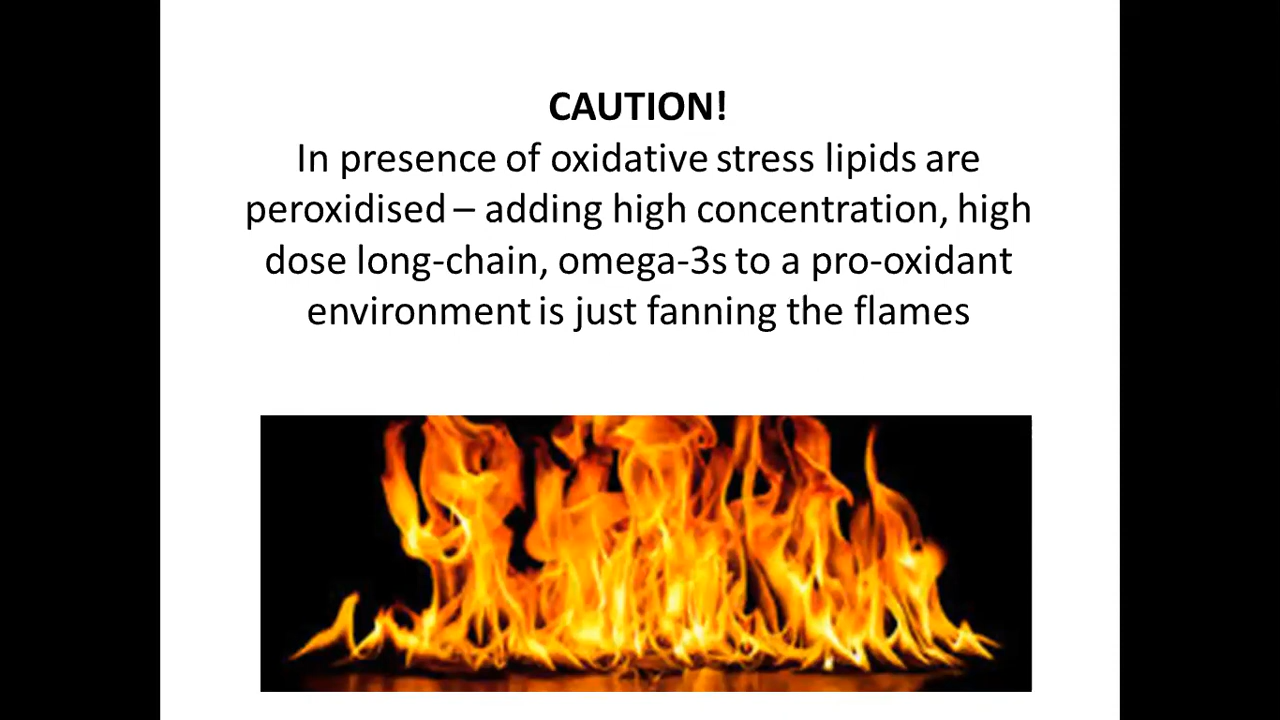 CAUTION!
In presence of oxidative stress lipids are
peroxidised – adding high concentration, high
dose long-chain, omega-3s to a pro-oxidant
environment is just fanning the flames